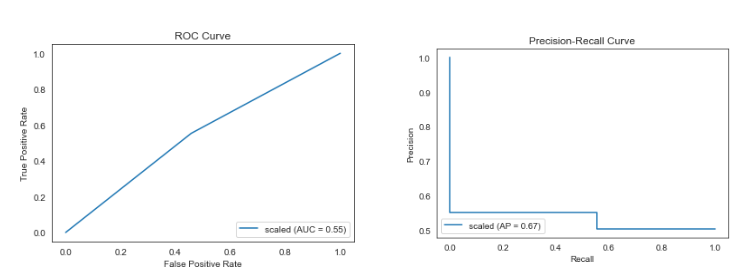 ROC Curve
1.0
0.8
0.6
0.4
0.2
0.0
True Positive Rate
scaled (AUC = 0.55)
0.0 0.2 0.4 0.6 0.8 1.0
False Positive Rate
Precision-Recall Curve
1.0
0.9
0.8
0.7
0.6
0.5
Precision
scaled (AP = 0.67)
0.0 0.2 0.4 0.6 0.8 1.0
Recall